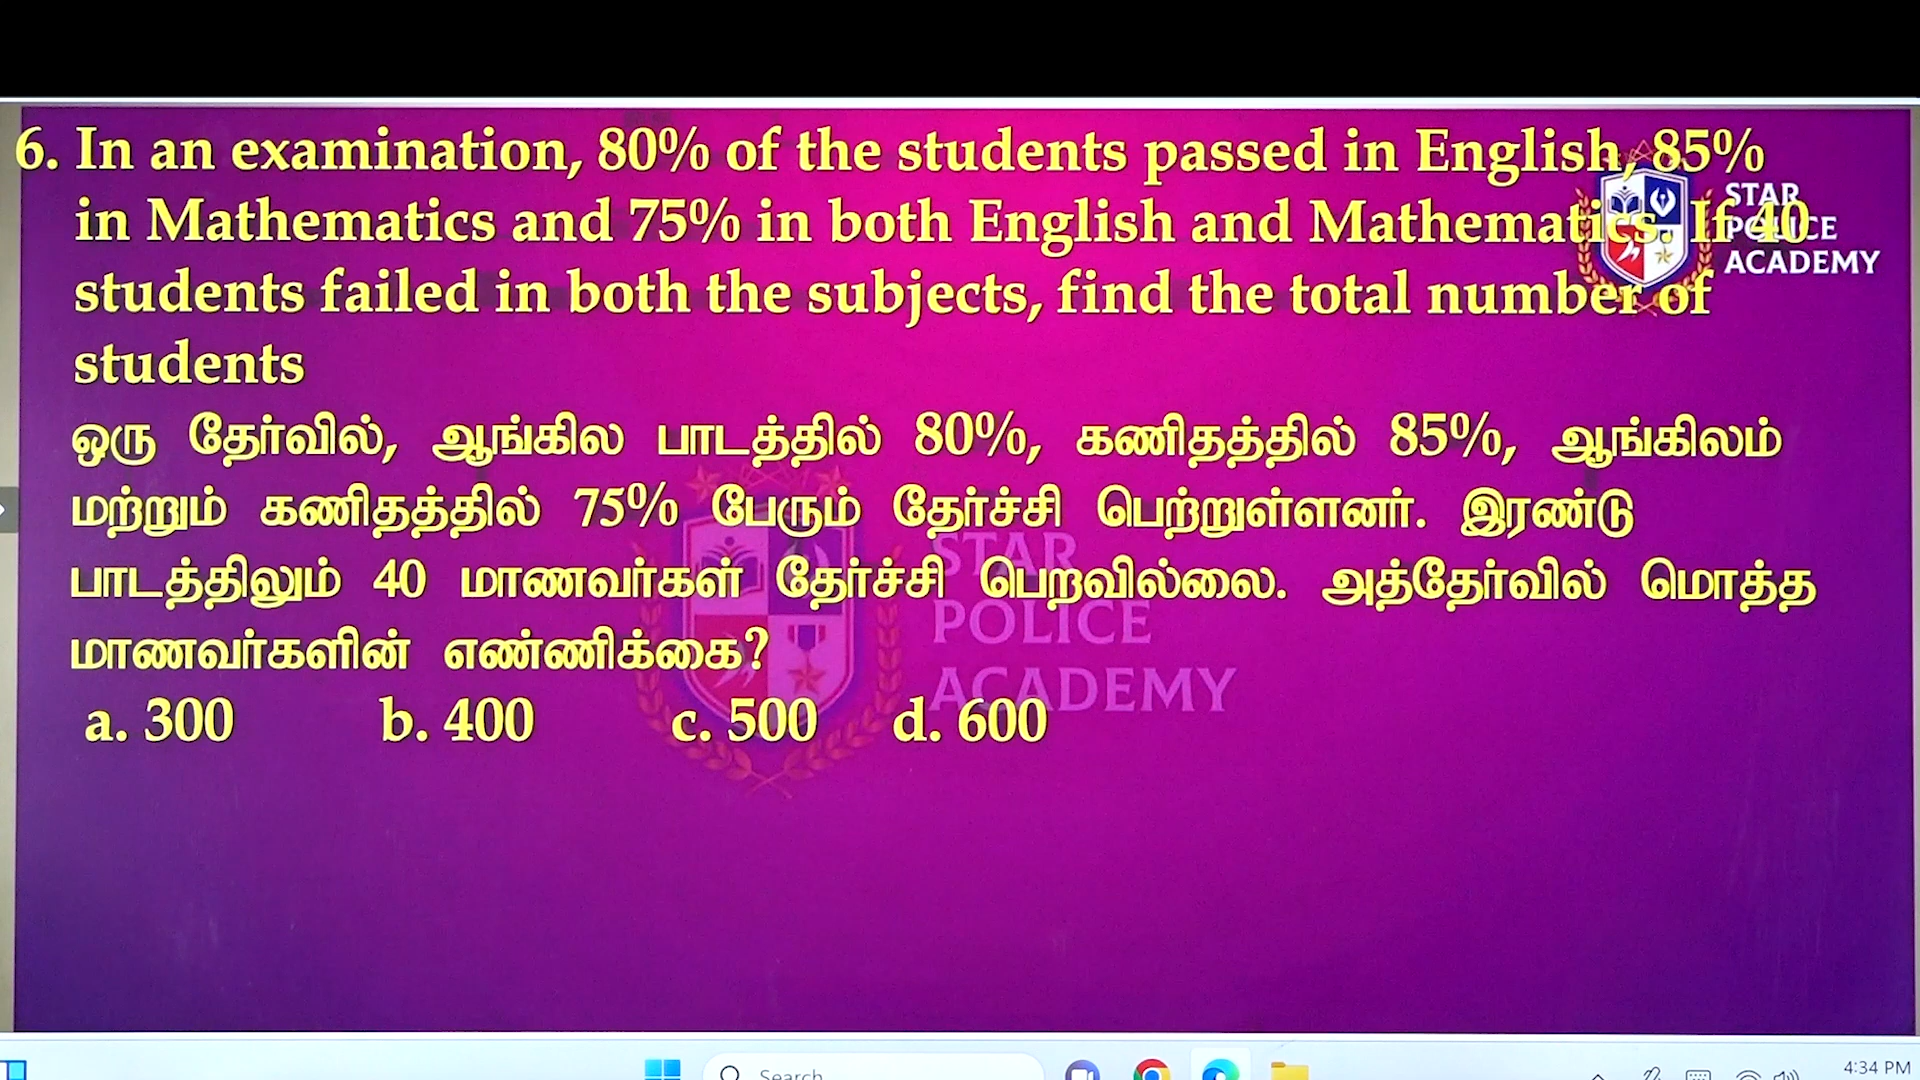 6. In an examination, 80% of the students passed in English, 85%
in Mathematics and 75% in both English and Mathematics. If 40
students failed in both the subjects, find the total number of
students
ஒரு தேர்வில், ஆங்கில பாடத்தில் 80%, கணிதத்தில் 85%, ஆங்கிலம்
மற்றும் கணிதத்தில் 75% பேரும் தேர்ச்சி பெற்றுள்ளனர். இரண்டு
பாடத்திலும் 40 மாணவர்கள் தேர்ச்சி பெறவில்லை. அத்தேர்வில் மொத்த
மாணவர்களின் எண்ணிக்கை?
a. 300 b. 400 c. 500 d. 600
STAR
POLICE
ACADEMY
STAR
POLICE
ACADEMY
Search
4:34 PM